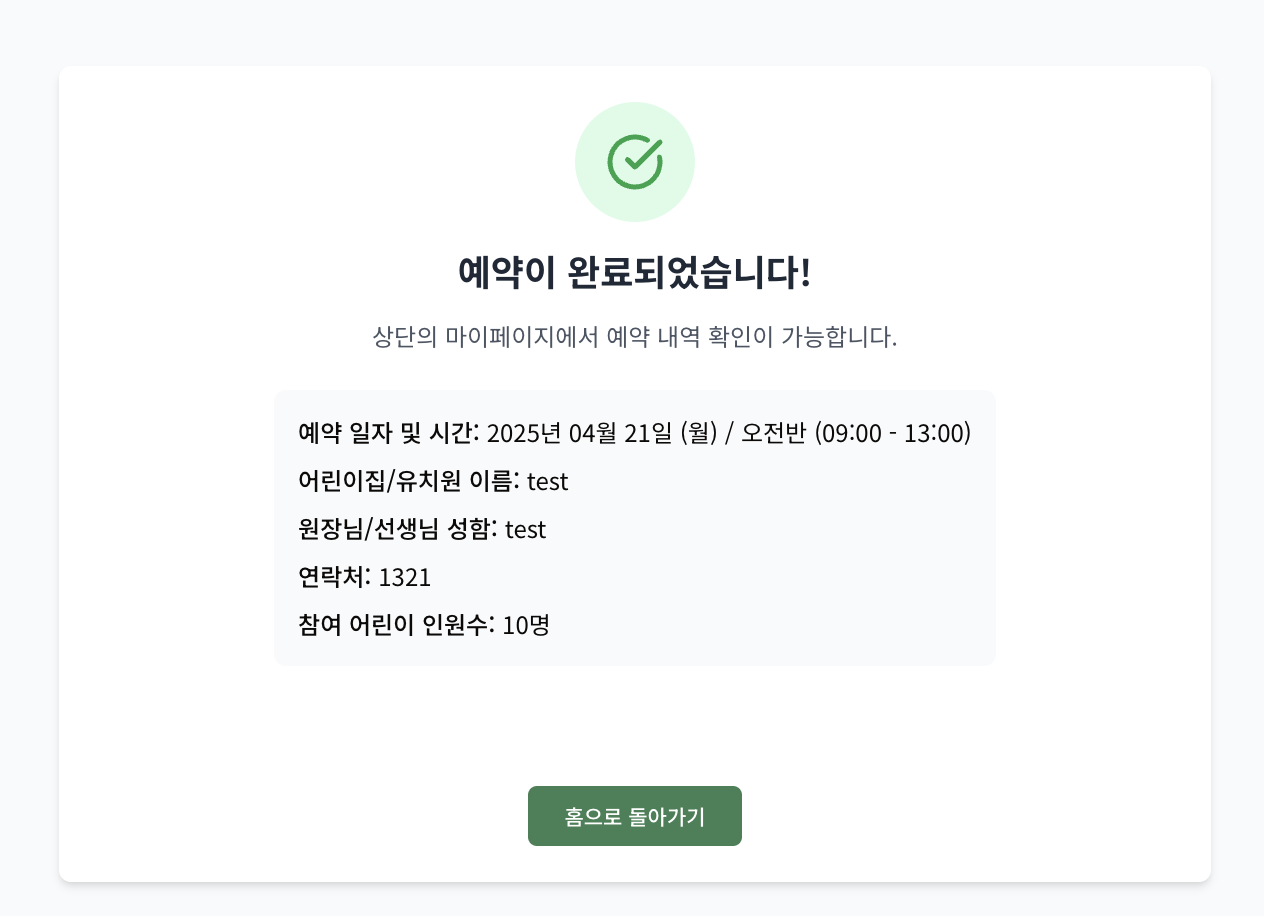 예약이 완료되었습니다!
상단의 마이페이지에서 예약 내역 확인이 가능합니다.
예약 일자 및 시간: 2025년 04월 21일 (월) / 오전반 (09:00 - 13:00)
어린이집/유치원 이름: test
원장님/선생님 성함: test
연락처: 1321
참여 어린이 인원수: 10명
홈으로 돌아가기